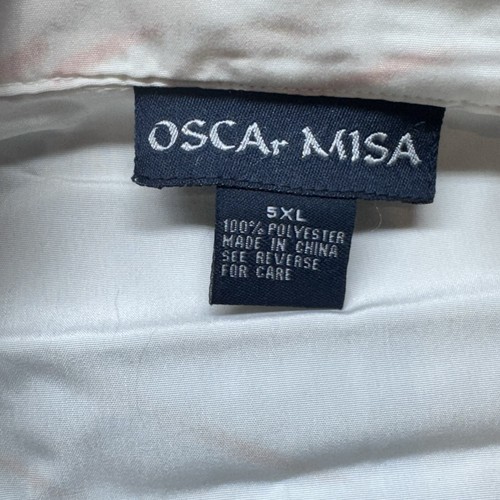 OSCAr MISA
5XL
100% POLYESTER
MADE IN CHINA
SEE REVERSE
FOR CARE